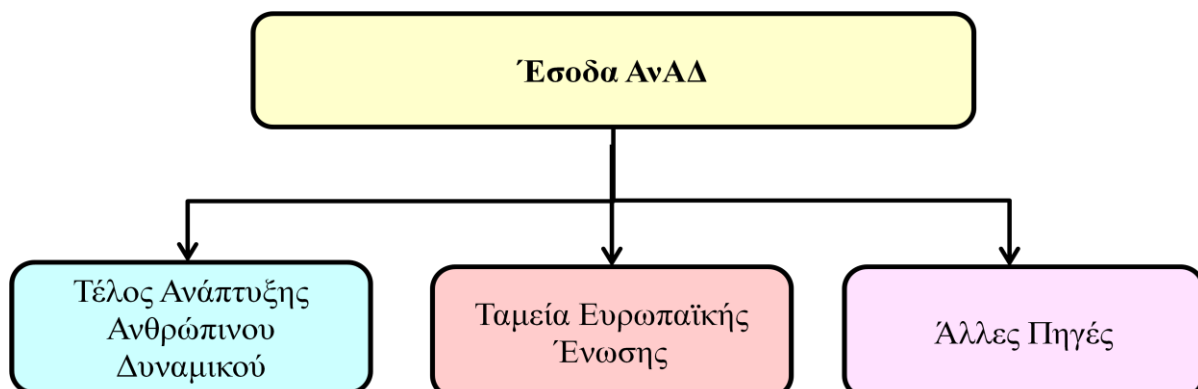 Έσοδα ΑνΑΔ
Τέλος Ανάπτυξης
Ανθρώπινου
Δυναμικού
Ταμεία Ευρωπαϊκής
Ένωσης
Άλλες Πηγές